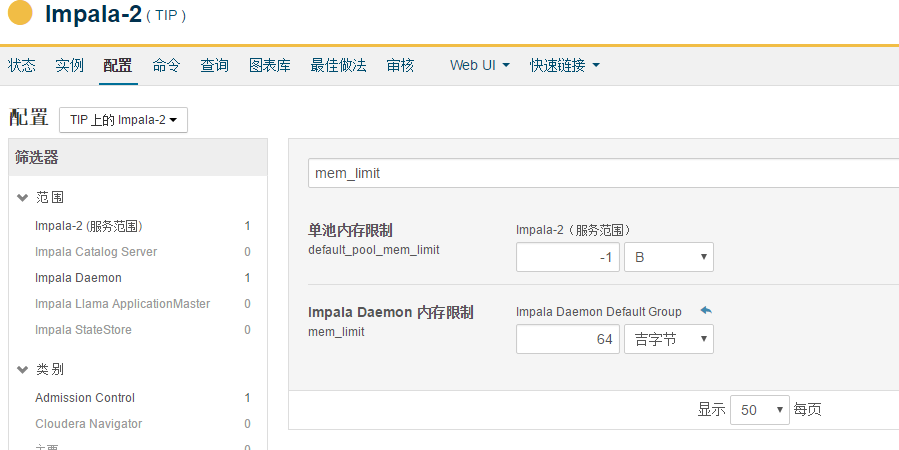 Impala-2 ( TIP )
状态 实例 配置 命令 查询 图表库 最佳做法 审核 Web UI 快速链接
配置 TIP 上的 Impala-2
筛选器
范围
Impala-2 (服务范围) 1
Impala Catalog Server 0
Impala Daemon 1
Impala Llama ApplicationMaster 0
Impala StateStore 0
类别
Admission Control 1
Cloudera Navigator 0
主要 0
mem_limit
单池内存限制 Impala-2（服务范围）
default_pool_mem_limit -1 B
Impala Daemon 内存限制 Impala Daemon Default Group
mem_limit 64 吉字节
显示 50 每页